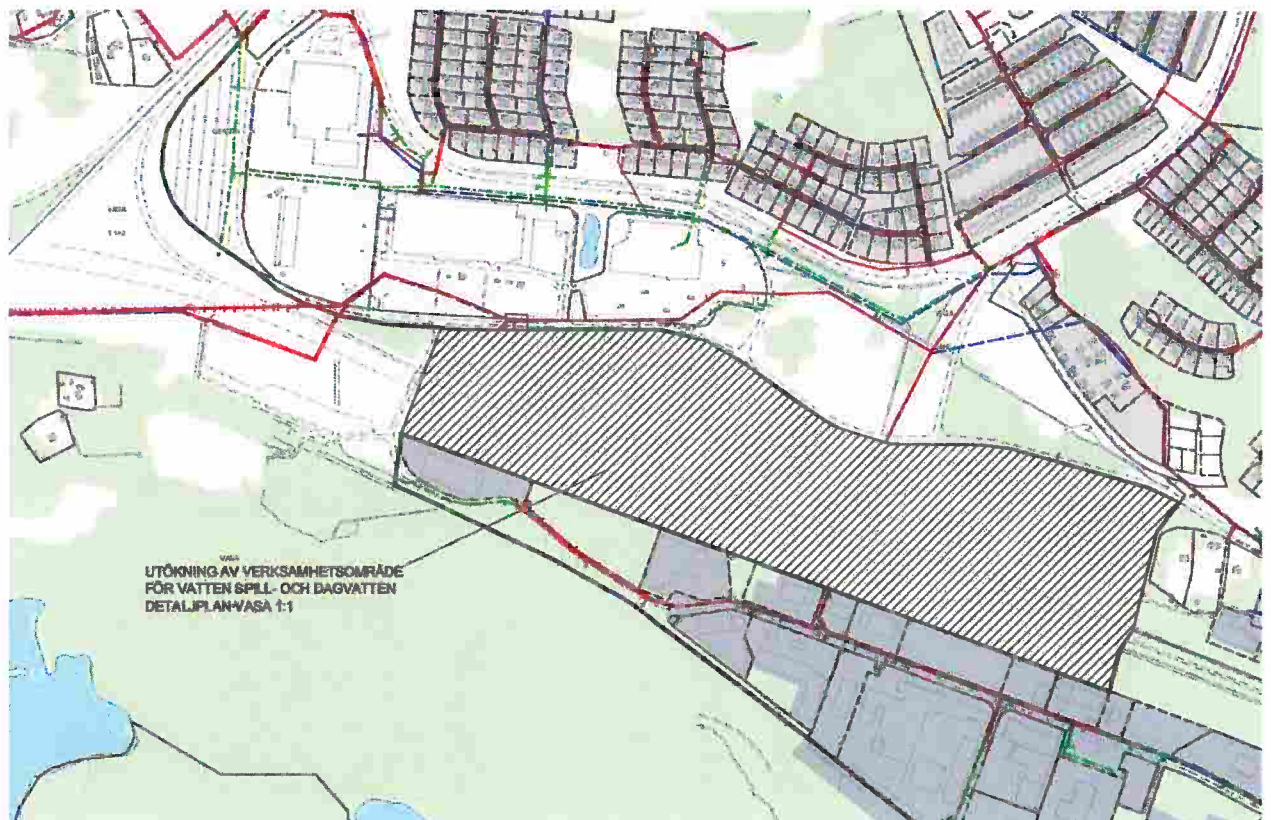 VASA
UTÖKNING AV VERKSAMHETSOMRÅDE
FÖR VATTEN SPILL- OCH DAGVATTEN
DETALJPLAN VASA 1:1